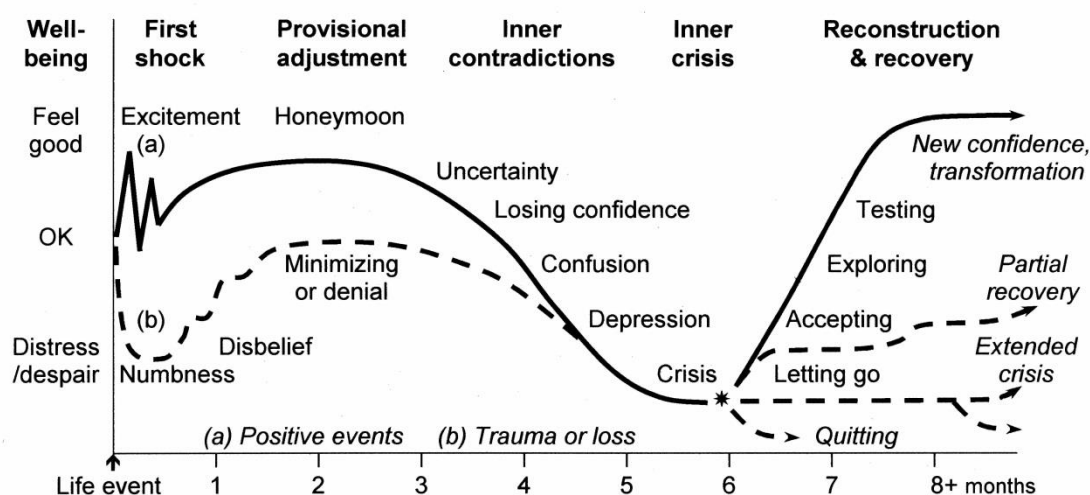 Well-
being
First
shock
Provisional
adjustment
Inner
contradictions
Inner
crisis
Reconstruction
& recovery
Feel
good
Excitement
(a)
Honeymoon
New confidence,
transformation
Uncertainty
Losing confidence
Testing
OK
Minimizing
or denial
Confusion
Exploring
Partial
recovery
(b)
Depression
Accepting
Distress
/despair
Disbelief
Numbness
Crisis
Letting go
Extended
crisis
(a) Positive events
(b) Trauma or loss
Quitting
Life event
1 2 3 4 5 6 7 8+ months